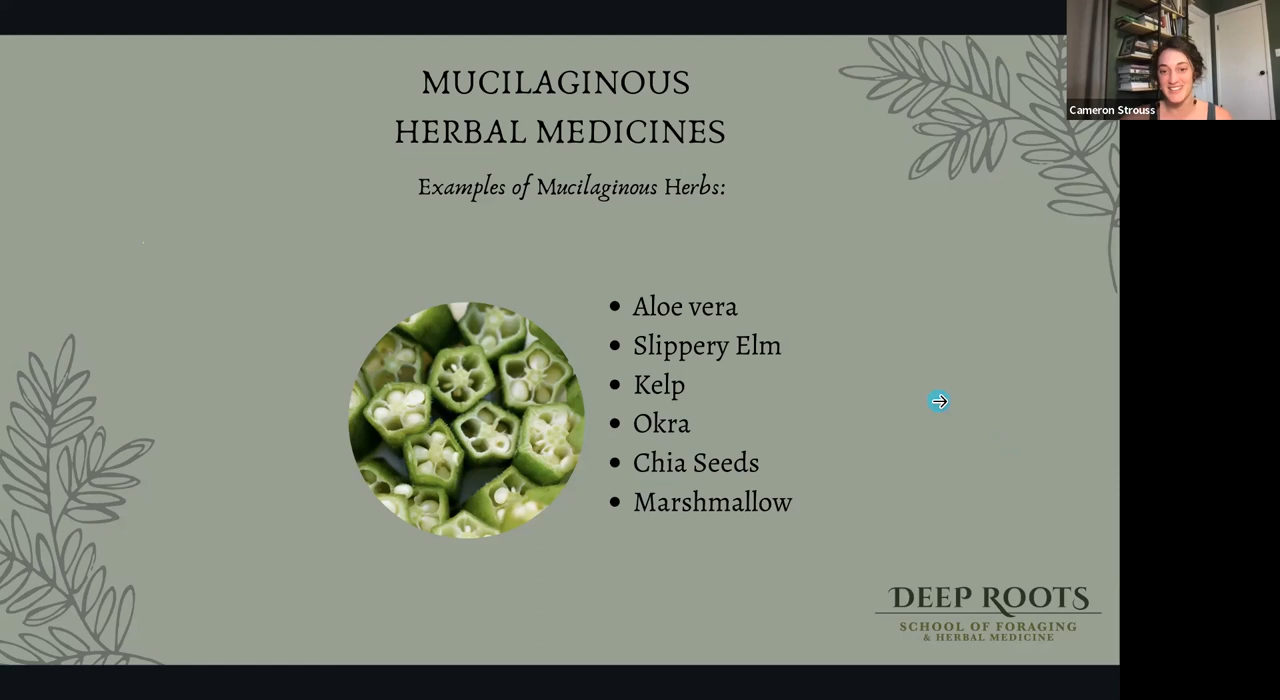 MUCILAGINOUS
HERBAL MEDICINES
Examples of Mucilaginous Herbs:
Aloe vera
Slippery Elm
Kelp
Okra
Chia Seeds
Marshmallow
DEEP ROOTS
SCHOOL OF FORAGING
& HERBAL MEDICINE
Cameron Strouss